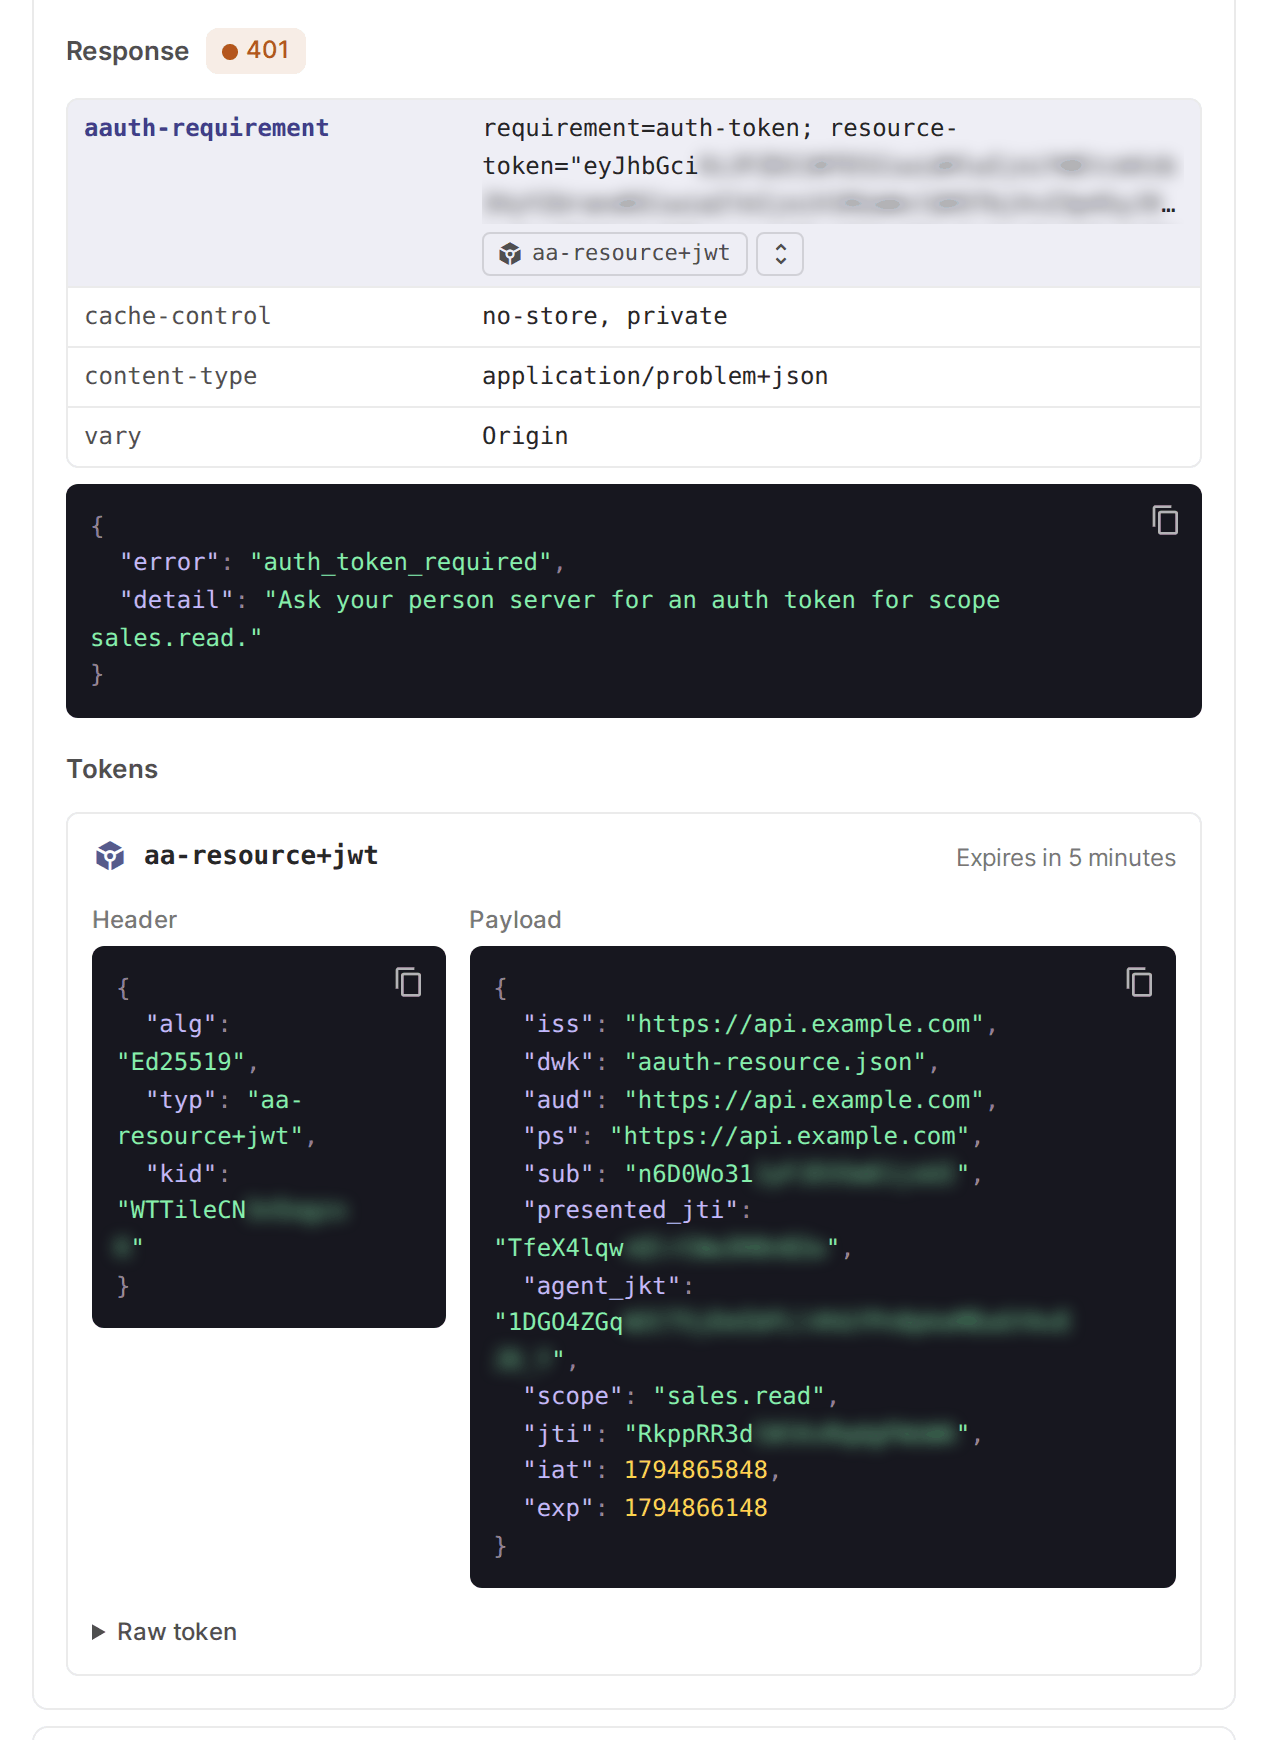 Response 401
aauth-requirement requirement=auth-token; resource-
token="eyJhbGci
…
aa-resource+jwt
cache-control no-store, private
content-type application/problem+json
vary Origin
{
"error": "auth_token_required",
"detail": "Ask your person server for an auth token for scope
sales.read."
}
Tokens
aa-resource+jwt Expires in 5 minutes
Header
{
"alg":
"Ed25519",
"typ": "aa-
resource+jwt",
"kid":
"WTTileCN
"
}
Payload
{
"iss": "https://api.example.com",
"dwk": "aauth-resource.json",
"aud": "https://api.example.com",
"ps": "https://api.example.com",
"sub": "n6D0Wo31 ",
"presented_jti":
"TfeX4lqw ",
"agent_jkt":
"1DGO4ZGq
",
"scope": "sales.read",
"jti": "RkppRR3d ",
"iat": 1794865848,
"exp": 1794866148
}
Raw token